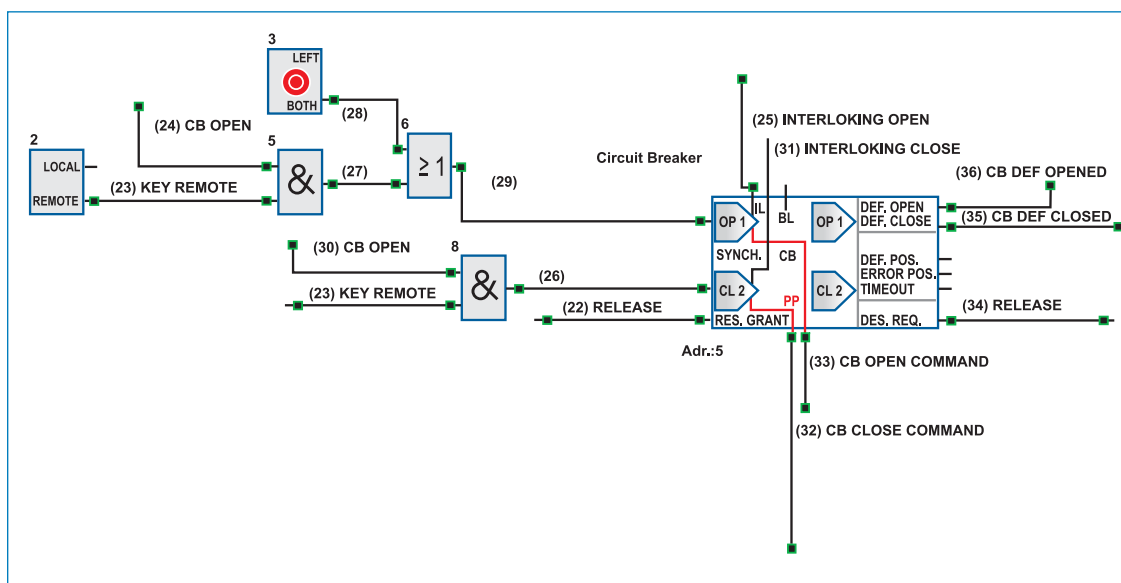 3
LEFT
BOTH
(28)
(24) CB OPEN
2
LOCAL
REMOTE
(23) KEY REMOTE
5
&
(27)
6
≥ 1
(29)
Circuit Breaker
(25) INTERLOKING OPEN
(31) INTERLOKING CLOSE
(36) CB DEF OPENED
(35) CB DEF CLOSED
OP 1
IL
BL
OP 1
DEF. OPEN
DEF. CLOSE
SYNCH.
CB
DEF. POS.
ERROR POS.
TIMEOUT
CL 2
PP
CL 2
RES. GRANT
DES. REQ.
(30) CB OPEN
8
&
(26)
(23) KEY REMOTE
(22) RELEASE
(34) RELEASE
Adr.:5
(33) CB OPEN COMMAND
(32) CB CLOSE COMMAND